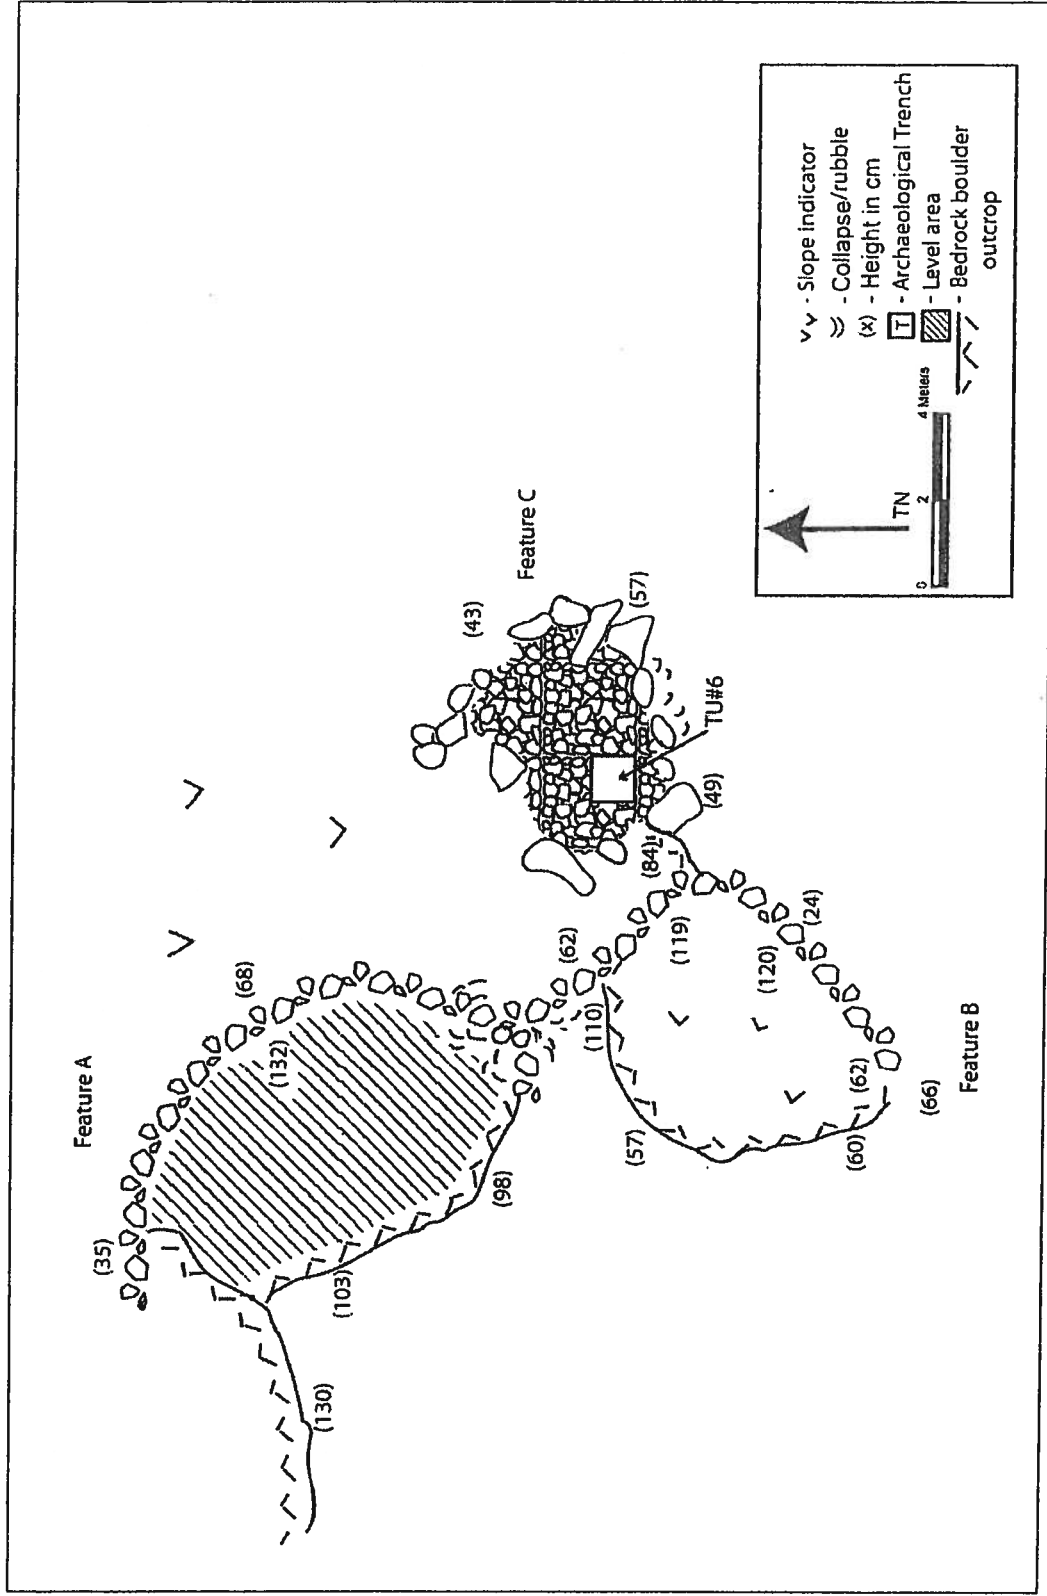 Feature A
(35)
(68)
(132)
(103)
(98)
(130)
Feature C
(43)
(57)
TU#6
(49)
(84)
(62)
(119)
(110)
(24)
(120)
(57)
(60)
(62)
(66)
Feature B
TN
0 2 4 Meters
- Slope indicator
- Collapse/rubble
(x) - Height in cm
T - Archaeological Trench
- Level area
- Bedrock boulder
outcrop